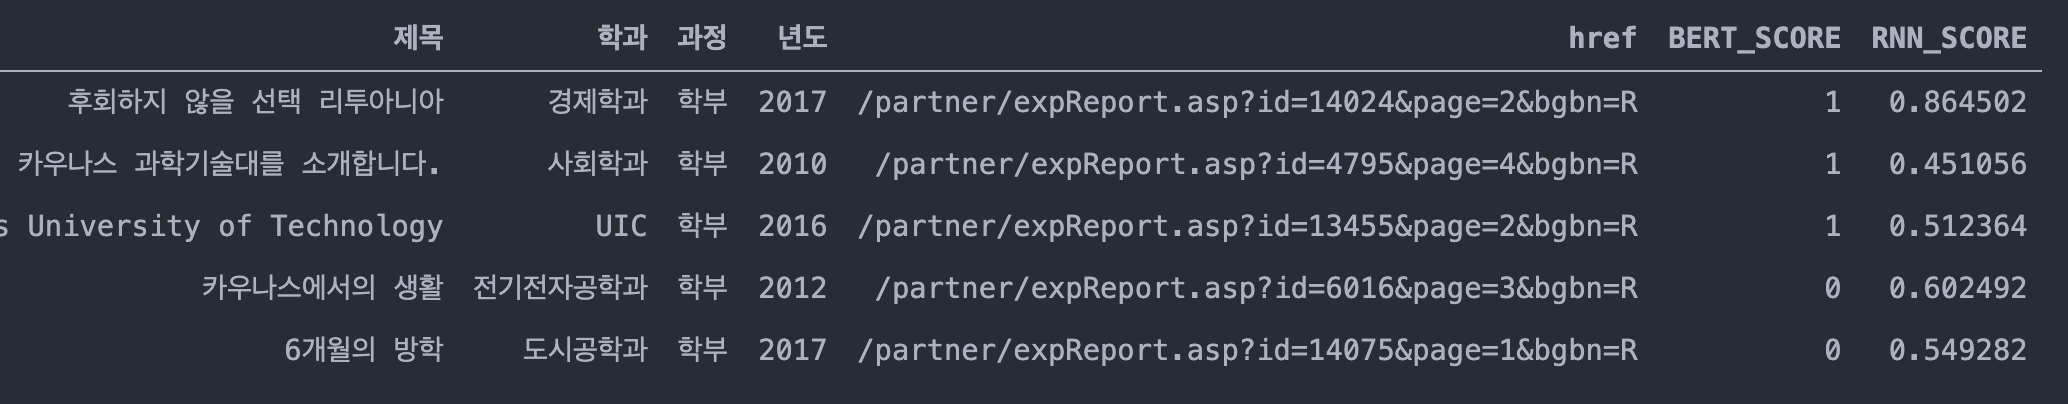 제목 학과 과정 년도 href BERT_SCORE RNN_SCORE
후회하지 않을 선택 리투아니아 경제학과 학부 2017 /partner/expReport.asp?id=14024&page=2&bgbn=R 1 0.864502
카우나스 과학기술대를 소개합니다. 사회학과 학부 2010 /partner/expReport.asp?id=4795&page=4&bgbn=R 1 0.451056
s University of Technology UIC 학부 2016 /partner/expReport.asp?id=13455&page=2&bgbn=R 1 0.512364
카우나스에서의 생활 전기전자공학과 학부 2012 /partner/expReport.asp?id=6016&page=3&bgbn=R 0 0.602492
6개월의 방학 도시공학과 학부 2017 /partner/expReport.asp?id=14075&page=1&bgbn=R 0 0.549282